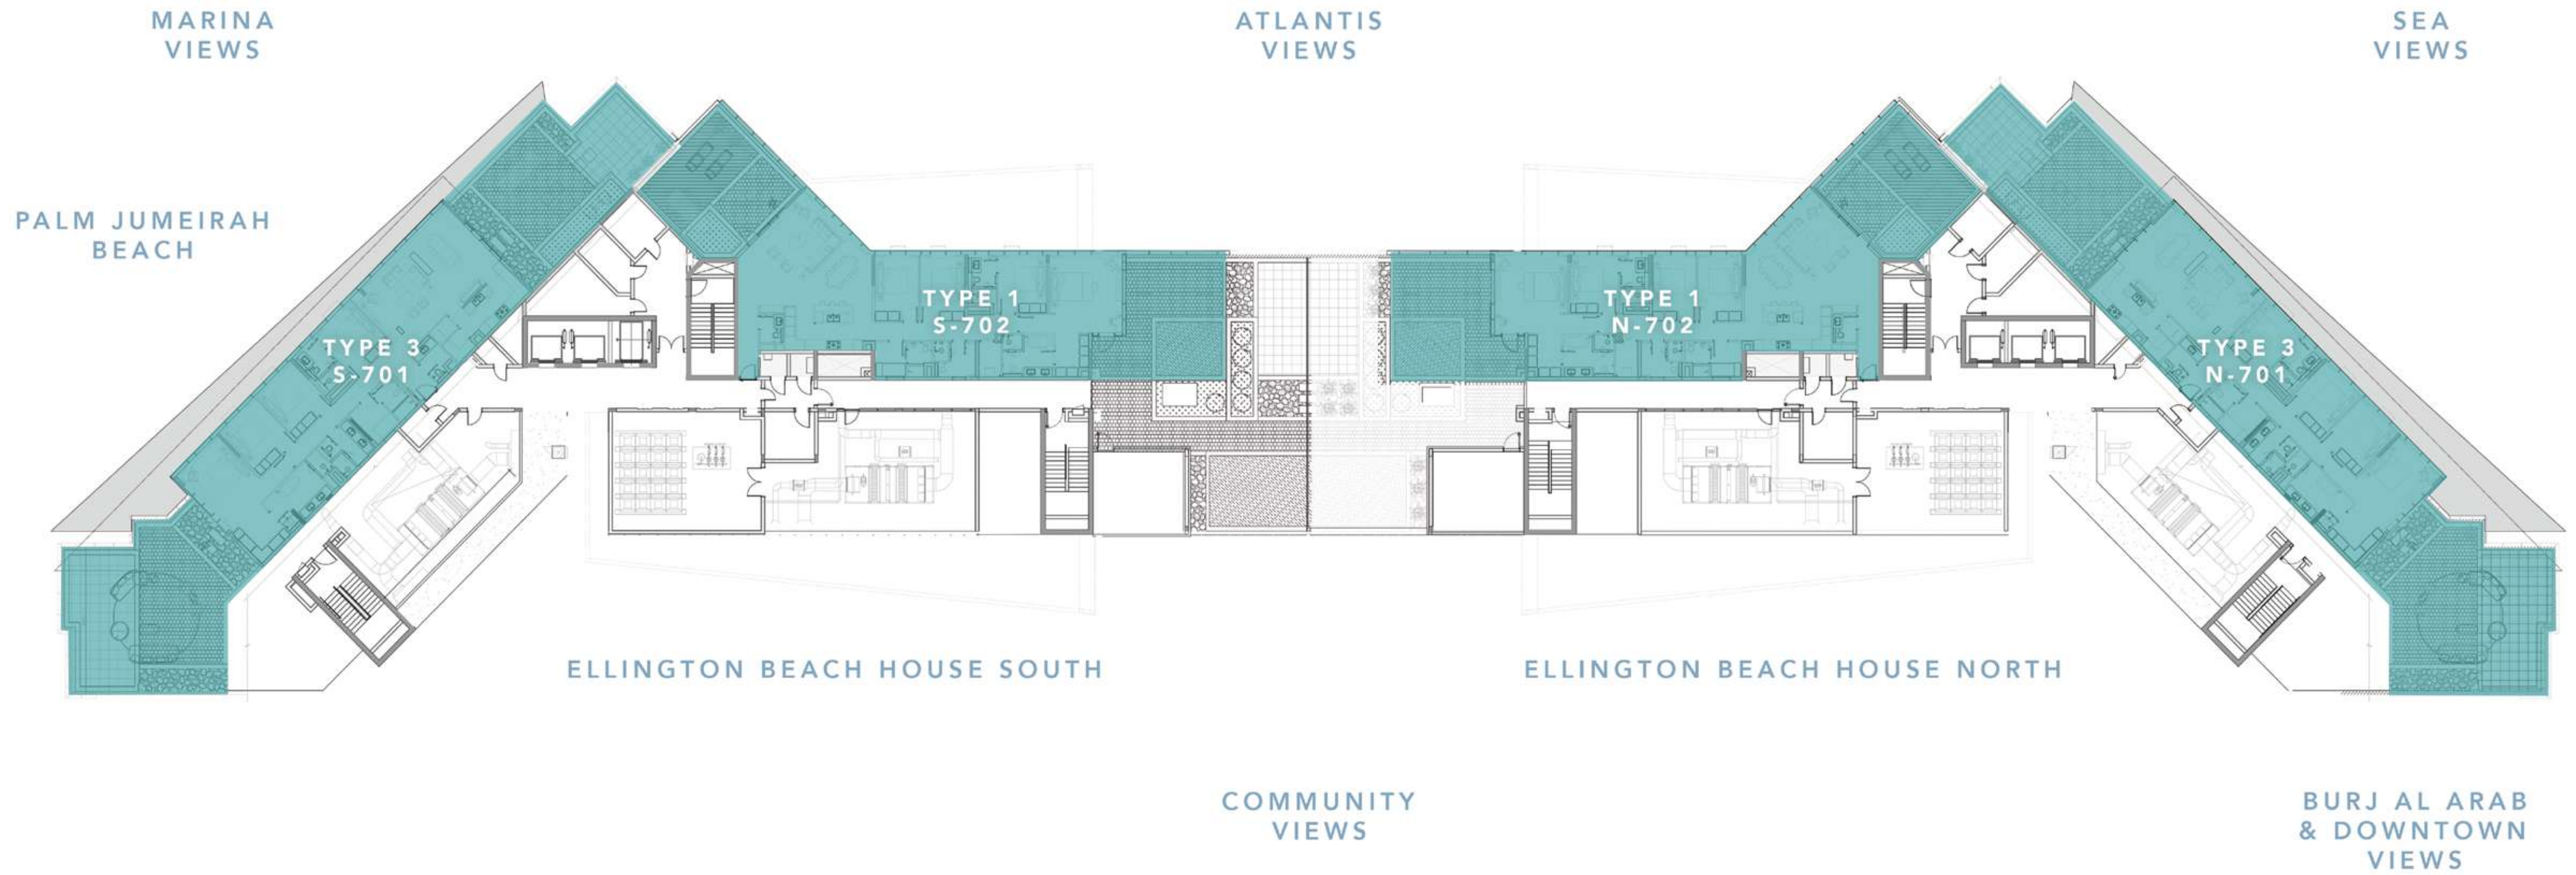 MARINA
VIEWS
ATLANTIS
VIEWS
SEA
VIEWS
PALM JUMEIRAH
BEACH
TYPE 3
S-701
TYPE 1
S-702
TYPE 1
N-702
TYPE 3
N-701
ELLINGTON BEACH HOUSE SOUTH
ELLINGTON BEACH HOUSE NORTH
COMMUNITY
VIEWS
BURJ AL ARAB
& DOWNTOWN
VIEWS